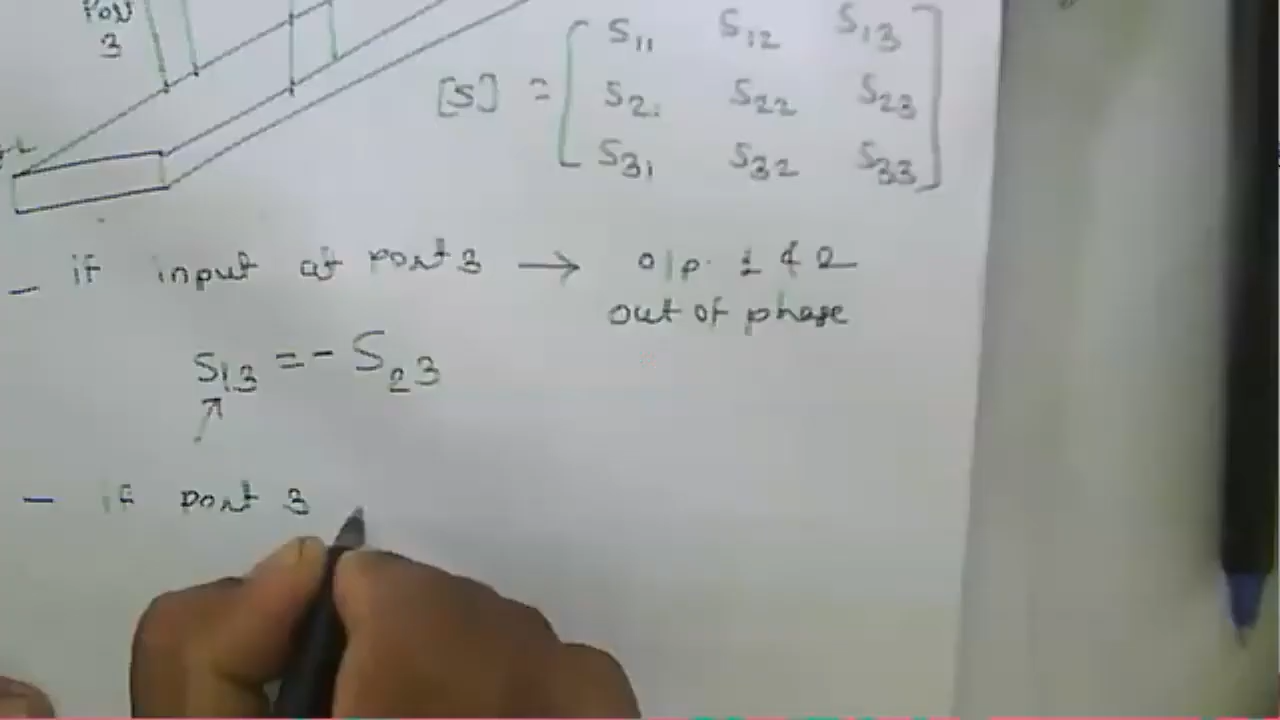 Port
3
[S] = [ S11 S12 S13
S21 S22 S23
S31 S32 S33 ]
- if input at port 3 → o/p. 1 & 2
out of phase
S13 = - S23
- if port 3